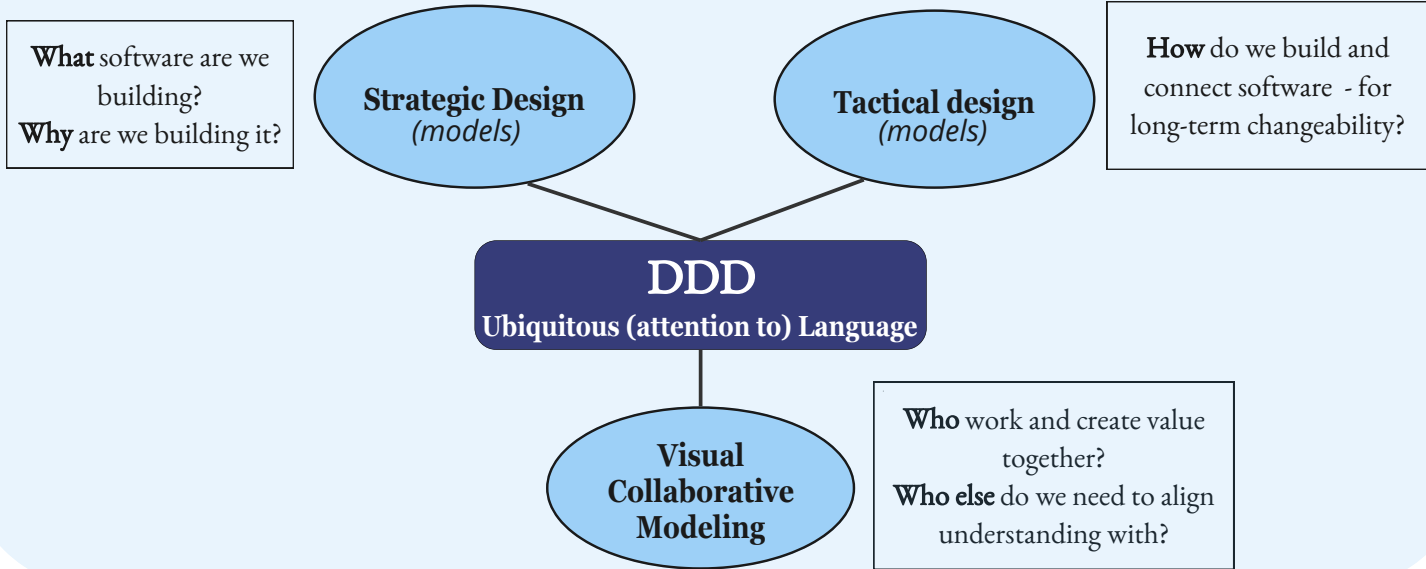 What software are we
building?
Why are we building it?
Strategic Design
(models)
Tactical design
(models)
How do we build and
connect software - for
long-term changeability?
DDD
Ubiquitous (attention to) Language
Visual
Collaborative
Modeling
Who work and create value
together?
Who else do we need to align
understanding with?